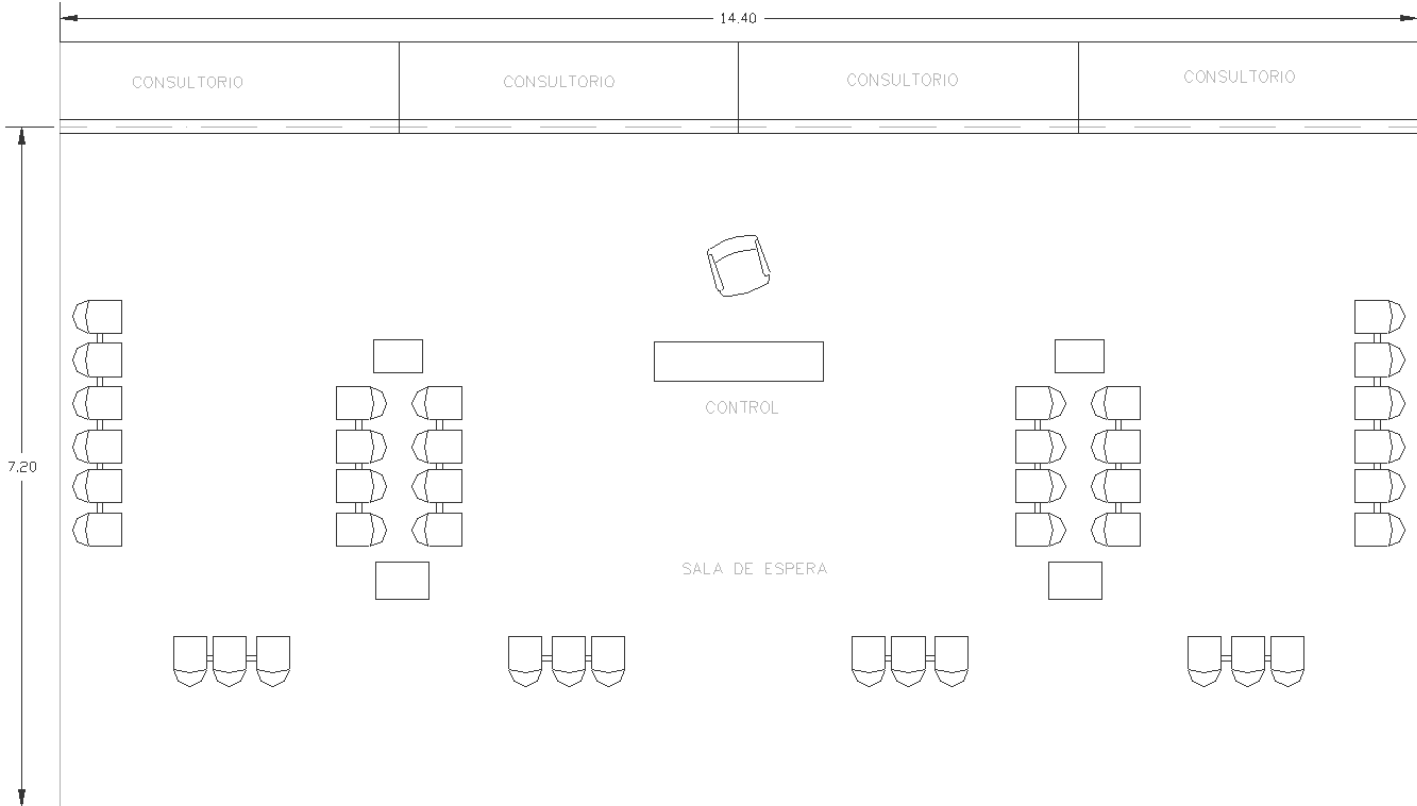 14.40
CONSULTORIO
CONSULTORIO
CONSULTORIO
CONSULTORIO
CONTROL
7.20
SALA DE ESPERA